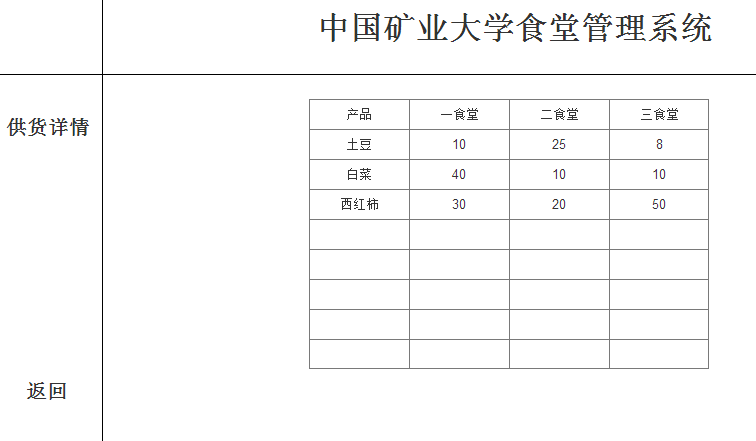 中国矿业大学食堂管理系统
供货详情
产品 一食堂 二食堂 三食堂
土豆 10 25 8
白菜 40 10 10
西红柿 30 20 50
返回